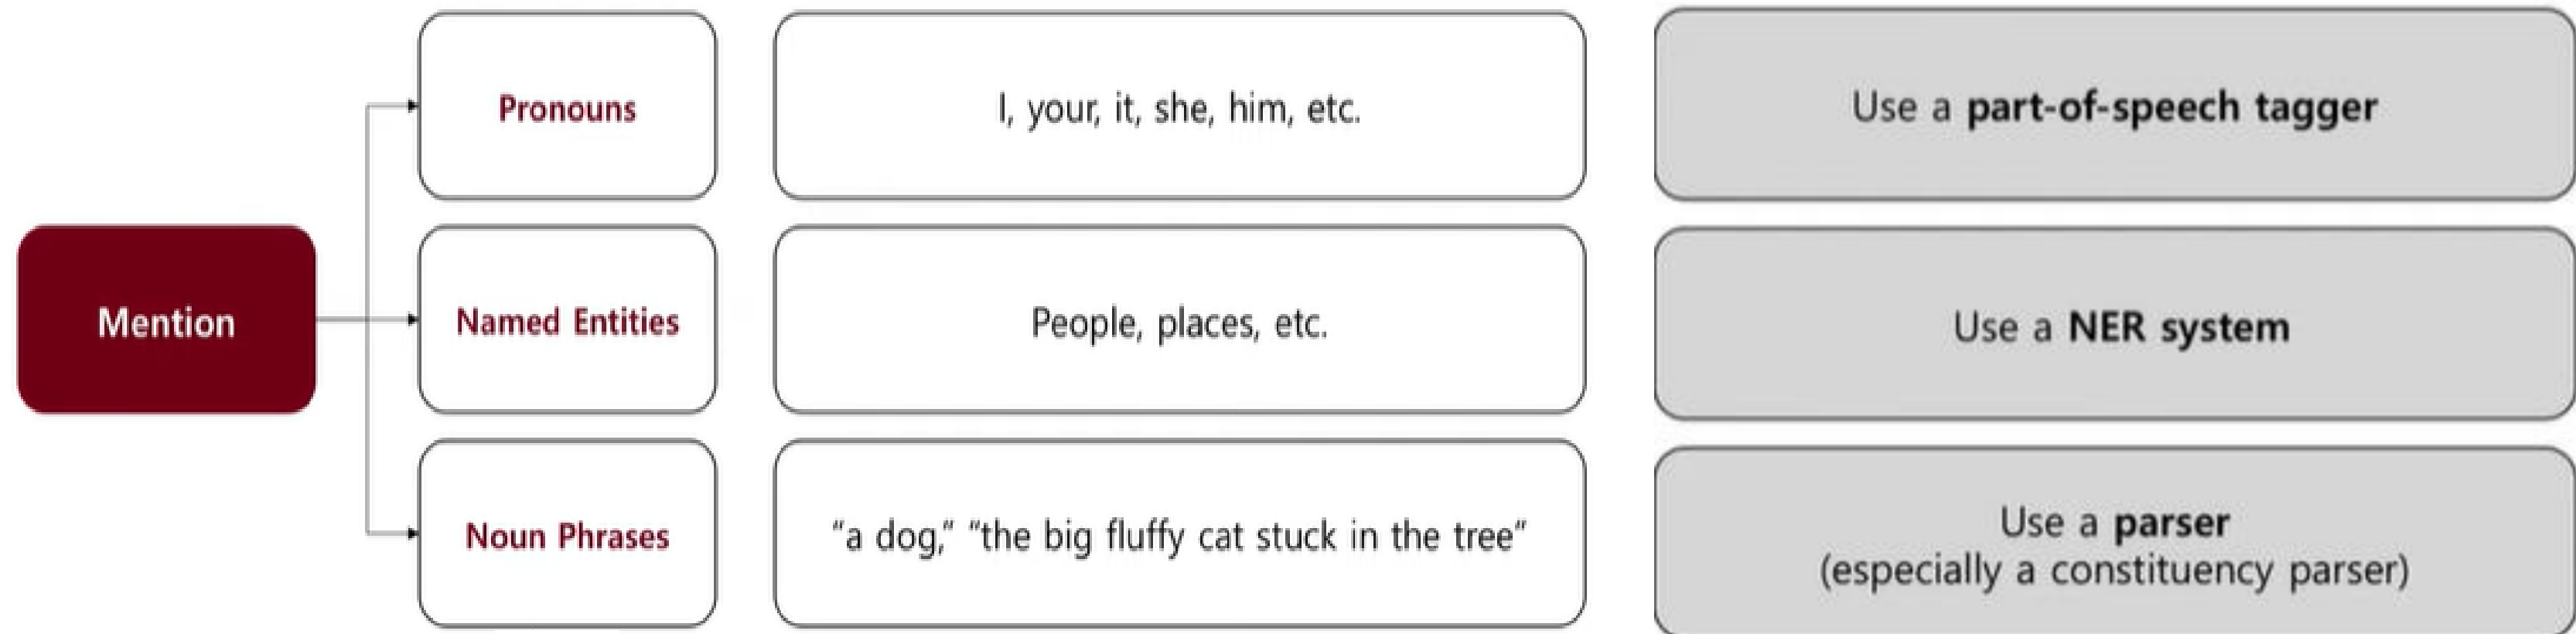 Mention
Pronouns
I, your, it, she, him, etc.
Use a part-of-speech tagger
Named Entities
People, places, etc.
Use a NER system
Noun Phrases
“a dog,” “the big fluffy cat stuck in the tree”
Use a parser
(especially a constituency parser)